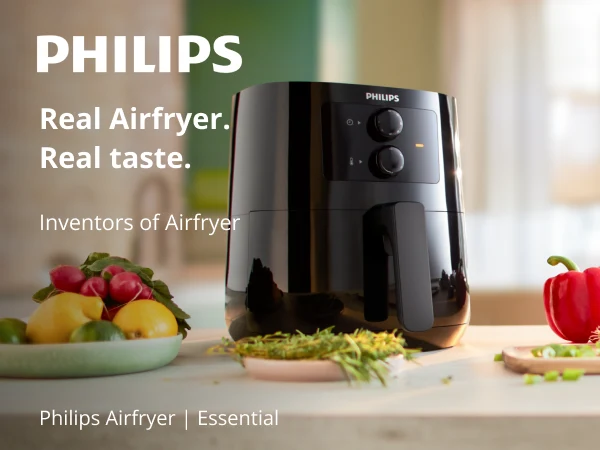 PHILIPS
Real Airfryer.
Real taste.
Inventors of Airfryer
PHILIPS
Philips Airfryer | Essential